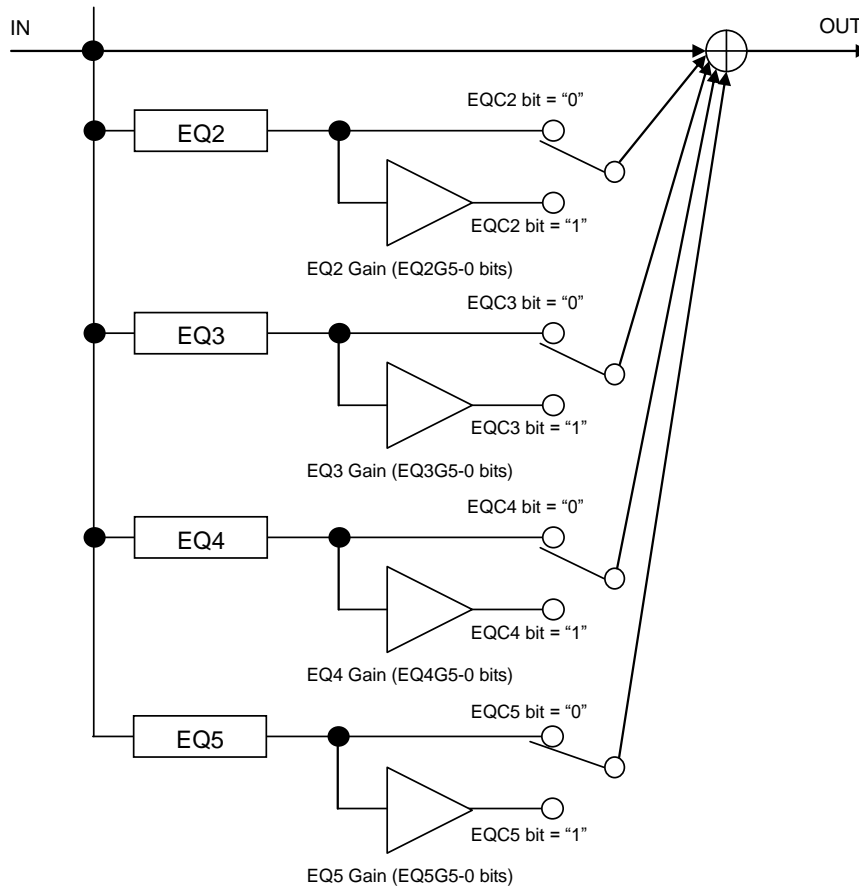 IN
OUT
EQC2 bit = “0”
EQ2
EQC2 bit = “1”
EQ2 Gain (EQ2G5-0 bits)
EQC3 bit = “0”
EQ3
EQC3 bit = “1”
EQ3 Gain (EQ3G5-0 bits)
EQC4 bit = “0”
EQ4
EQC4 bit = “1”
EQ4 Gain (EQ4G5-0 bits)
EQC5 bit = “0”
EQ5
EQC5 bit = “1”
EQ5 Gain (EQ5G5-0 bits)